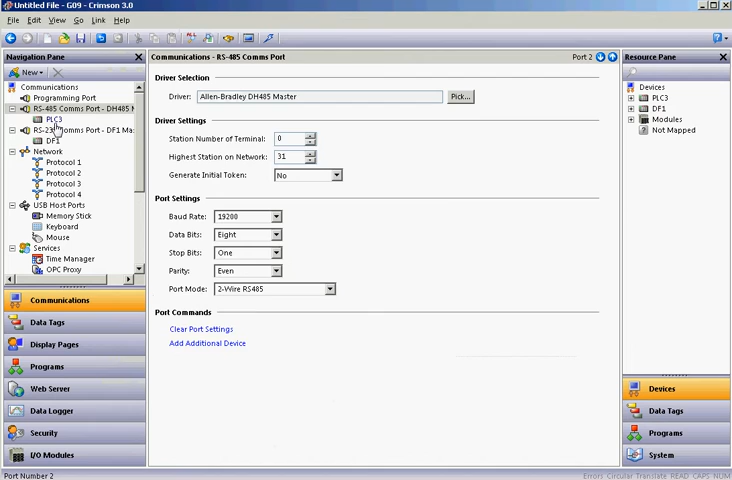 Untitled File - G09 - Crimson 3.0
File Edit View Go Link Help
Navigation Pane
New
Communications
Programming Port
RS-485 Comms Port - DH485 M
PLC3
RS-23 Comms Port - DF1 Ma
DF1
Network
Protocol 1
Protocol 2
Protocol 3
Protocol 4
USB Host Ports
Memory Stick
Keyboard
Mouse
Services
Time Manager
OPC Proxy
Communications
Data Tags
Display Pages
Programs
Web Server
Data Logger
Security
I/O Modules
Communications - RS-485 Comms Port
Port 2
Driver Selection
Driver: Allen-Bradley DH485 Master
Pick...
Driver Settings
Station Number of Terminal: 0
Highest Station on Network: 31
Generate Initial Token: No
Port Settings
Baud Rate: 19200
Data Bits: Eight
Stop Bits: One
Parity: Even
Port Mode: 2-Wire RS485
Port Commands
Clear Port Settings
Add Additional Device
Resource Pane
Devices
PLC3
DF1
Modules
Not Mapped
Devices
Data Tags
Programs
System
Port Number 2
Errors Circular Translate READ CAPS NUM